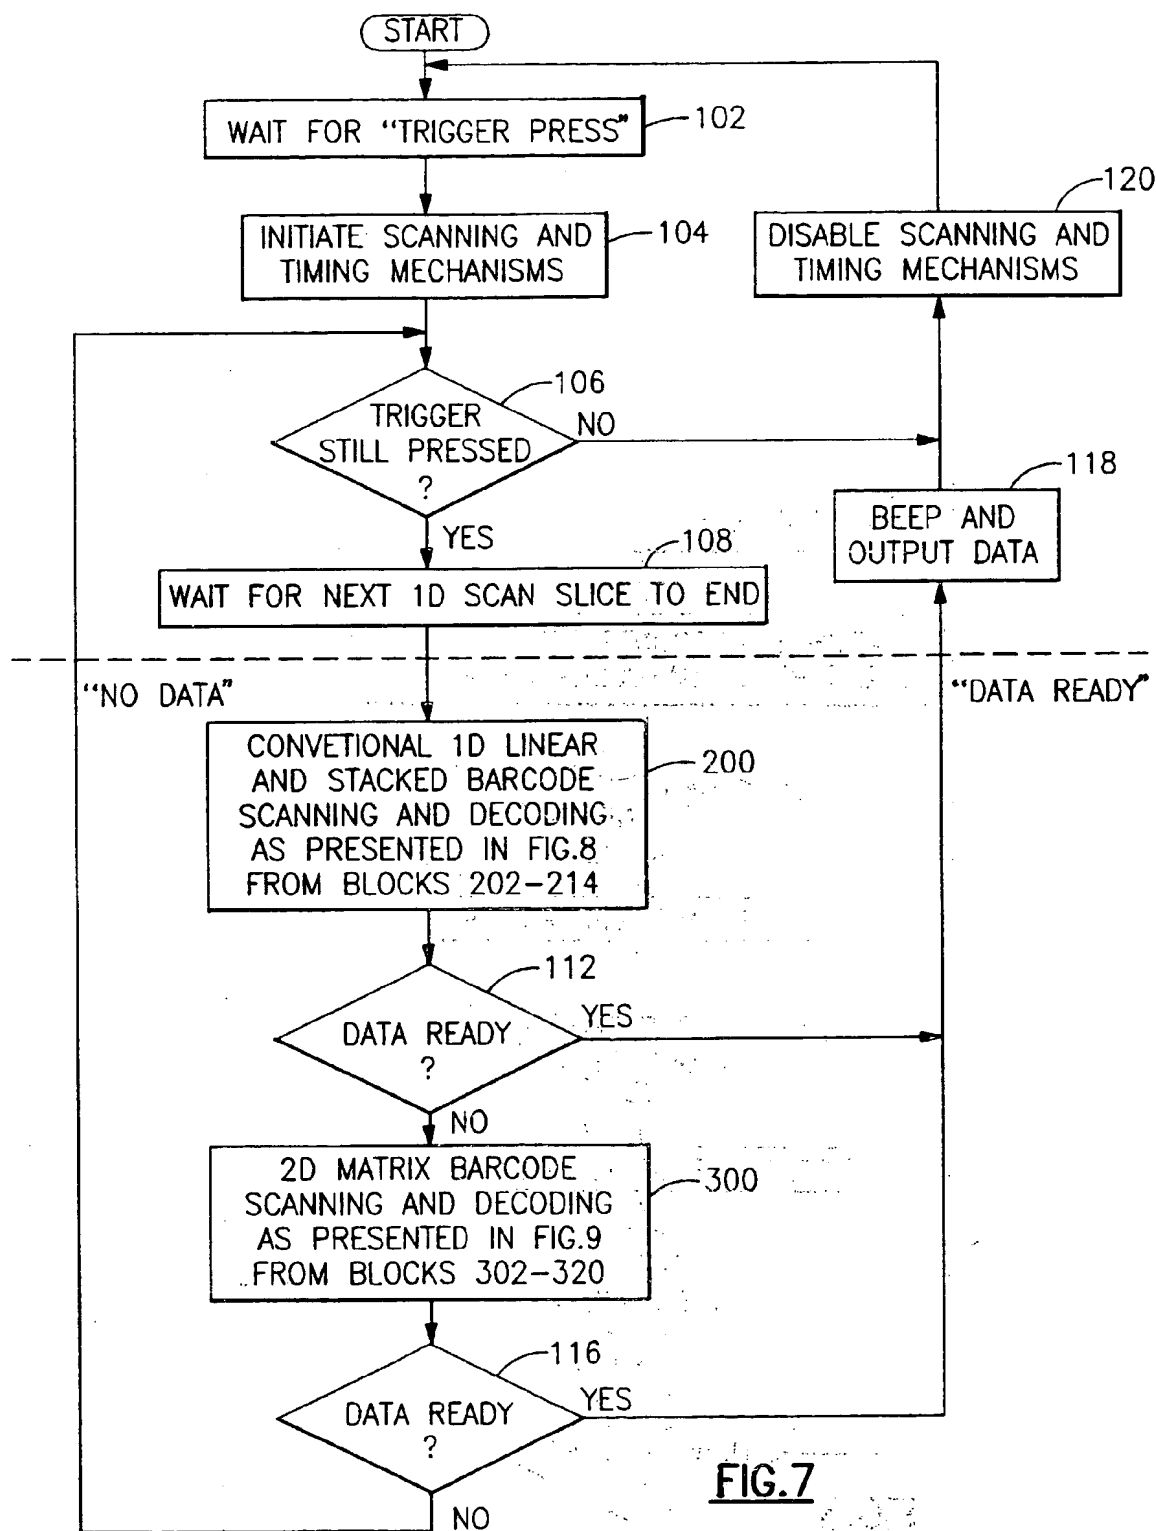 START
WAIT FOR “TRIGGER PRESS”
102
INITIATE SCANNING AND
TIMING MECHANISMS
104
DISABLE SCANNING AND
TIMING MECHANISMS
120
TRIGGER
STILL PRESSED
?
106
NO
YES
BEEP AND
OUTPUT DATA
118
WAIT FOR NEXT 1D SCAN SLICE TO END
108
“NO DATA”
“DATA READY”
CONVETIONAL 1D LINEAR
AND STACKED BARCODE
SCANNING AND DECODING
AS PRESENTED IN FIG.8
FROM BLOCKS 202–214
200
DATA READY
?
112
YES
NO
2D MATRIX BARCODE
SCANNING AND DECODING
AS PRESENTED IN FIG.9
FROM BLOCKS 302–320
300
DATA READY
?
116
YES
NO
FIG.7